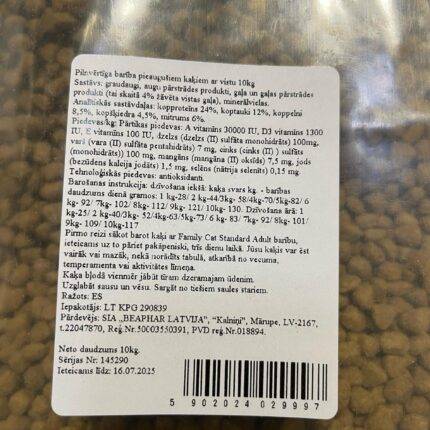 Pilnvērtīga barība pieaugušiem kaķiem ar vistu 10kg
Sastāvs: graudaugi, augu pārstrādes produkti, gaļa un gaļas pārstrādes
produkti (tai skaitā 4% žāvēta vistas gaļa), minerālvielas.
Analītiskās sastāvdaļas: kopproteīns 24%, koptauki 12%, koppelni
8,5%, kopšķiedra 4,5%, mitrums 6%.
Piedevas/kg: Pārtikas piedevas: A vitamīns 30000 IU, D3 vitamīns 1300
IU, E vitamīns 100 IU, dzelzs (dzelzs (II) sulfāta monohidrāts) 100mg,
varš (vara (II) sulfāta pentahidrāts) 7 mg, cinks (cinks (II) sulfāts
(monohidrāts)) 100 mg, mangāns (mangāna (II) oksīds) 7,5 mg, jods
(bezūdens kalcija jodāts) 1,5 mg, selēns (nātrija selenīts) 0,15 mg.
Tehnoloģiskās piedevas: antioksidanti.
Barošanas instrukcija: dzīvošana iekšā: kaķa svars kg. - barības
daudzums dienā gramos: 1 kg-28/ 2 kg-44/3kg- 58/4kg-70/5kg-82/ 6
kg- 92/ 7kg- 102/ 8kg- 112/ 9kg- 121/ 10kg- 130. Dzīvošana ārā: 1
kg-25/ 2 kg-40/3kg- 52/4kg-63/5kg-73/ 6 kg- 83/ 7kg- 92/ 8kg- 101/
9kg- 109/ 10kg-117
Pirmo reizi sākot barot kaķi ar Family Cat Standard Adult barību,
ieteicams uz to pāriet pakāpeniski, trīs dienu laikā. Jūsu kaķis var ēst
vairāk vai mazāk, nekā norādīts tabulā, atkarībā no vecuma,
temperamenta vai aktivitātes līmeņa.
Kaķa bļodā vienmēr jābūt tīram dzeramajam ūdenim.
Uzglabāt sausu un vēsu. Sargāt no tiešiem saules stariem.
Ražots: ES
Iepakotājs: LT KPG 290839
Pārdevējs: SIA „BEAPHAR LATVIJA”, “Kalniņi”, Mārupe, LV-2167,
t.22047870, Reģ.Nr.50003550391, PVD reģ.Nr.018894.
Neto daudzums 10kg.
Sērijas Nr: 145290
Ieteicams līdz: 16.07.2025
5 902024 029997